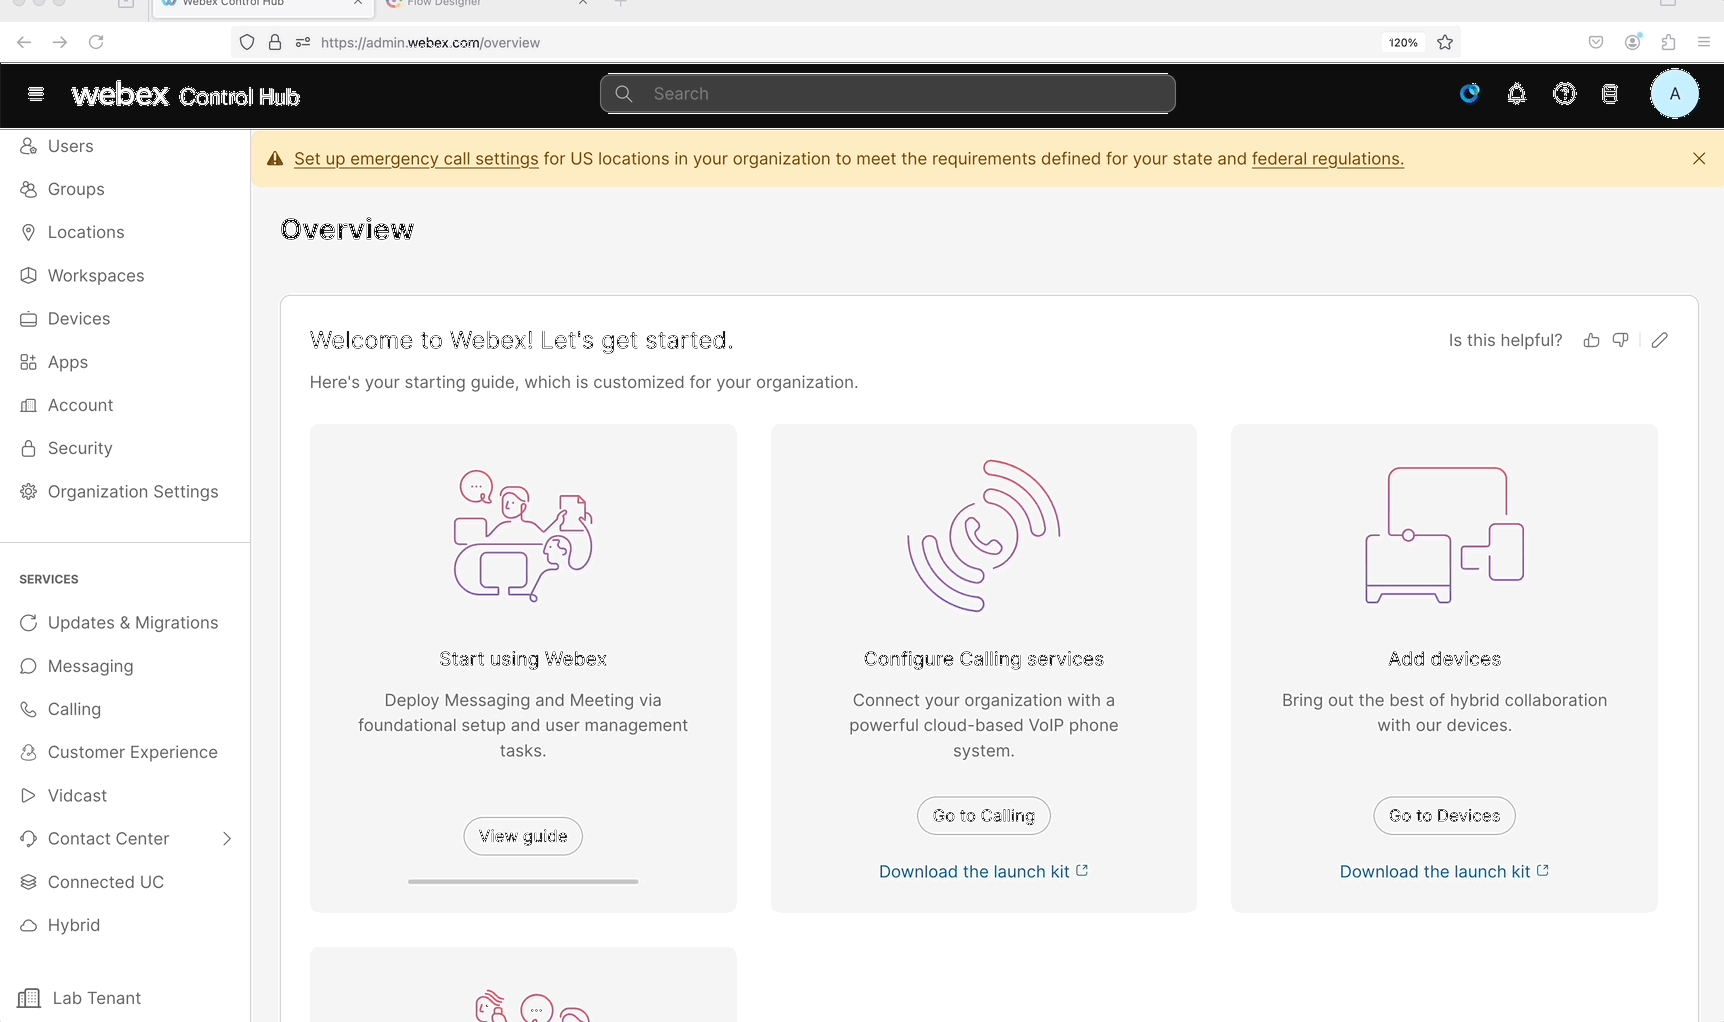 Webex Control Hub
Flow Designer
https://admin.webex.com/overview
120%
webex Control Hub
Search
A
Users
Groups
Locations
Workspaces
Devices
Apps
Account
Security
Organization Settings
SERVICES
Updates & Migrations
Messaging
Calling
Customer Experience
Vidcast
Contact Center
Connected UC
Hybrid
Lab Tenant
Set up emergency call settings for US locations in your organization to meet the requirements defined for your state and federal regulations.
Overview
Welcome to Webex! Let's get started.
Is this helpful?
Here's your starting guide, which is customized for your organization.
Start using Webex
Deploy Messaging and Meeting via
foundational setup and user management
tasks.
View guide
Configure Calling services
Connect your organization with a
powerful cloud-based VoIP phone
system.
Go to Calling
Download the launch kit
Add devices
Bring out the best of hybrid collaboration
with our devices.
Go to Devices
Download the launch kit